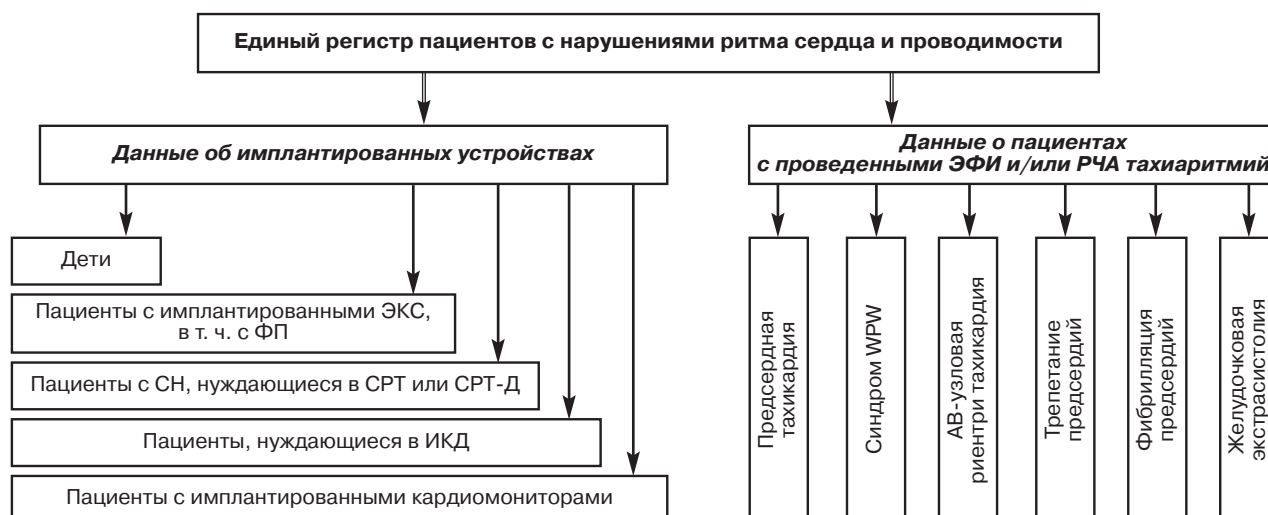 Единый регистр пациентов с нарушениями ритма сердца и проводимости
Данные об имплантированных устройствах
Дети
Пациенты с имплантированными ЭКС,
в т. ч. с ФП
Пациенты с СН, нуждающиеся в СРТ или СРТ-Д
Пациенты, нуждающиеся в ИКД
Пациенты с имплантированными кардиомониторами
Данные о пациентах
с проведенными ЭФИ и/или РЧА тахиаритмий
Предсердная
тахикардия
Синдром WPW
АВ-узловая
риентри тахикардия
Трепетание
предсердий
Фибрилляция
предсердий
Желудочковая
экстрасистолия